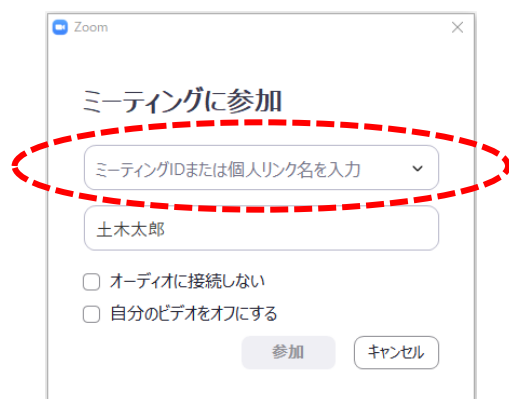 Zoom
ミーティングに参加
ミーティングIDまたは個人リンク名を入力
土木太郎
オーディオに接続しない
自分のビデオをオフにする
参加 キャンセル